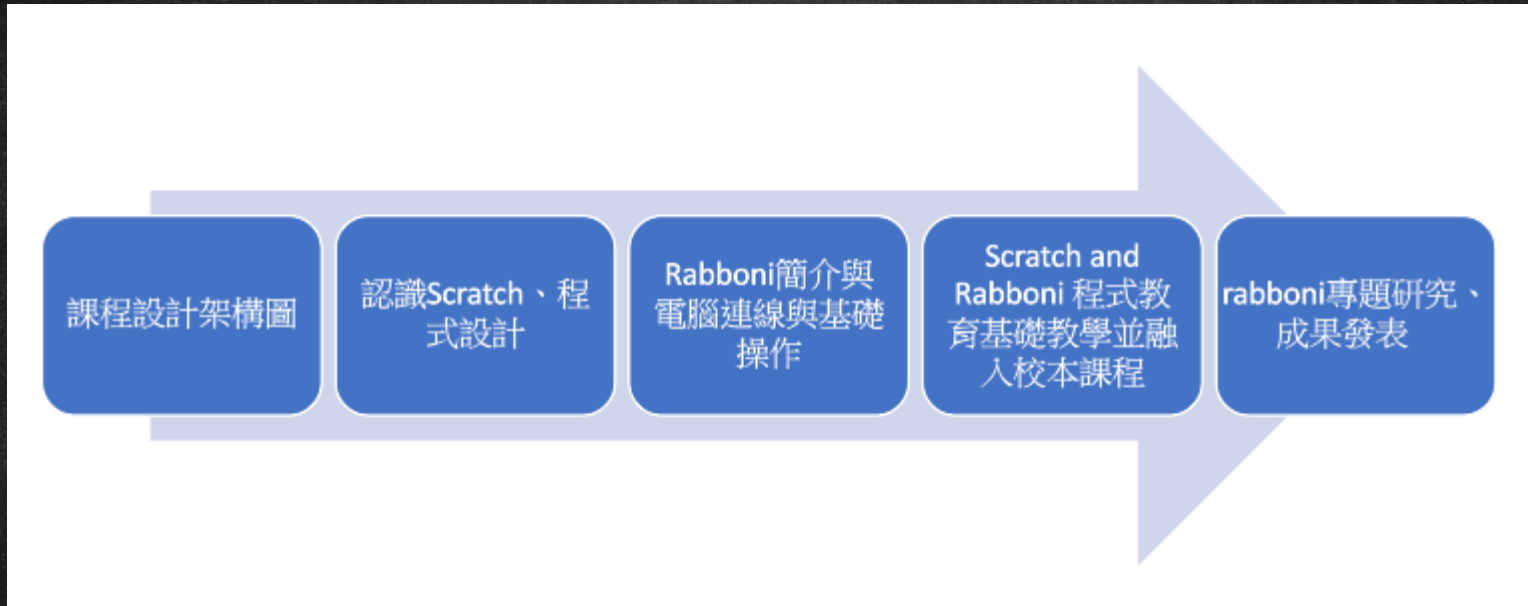 課程設計架構圖
認識Scratch、程
式設計
Rabboni簡介與
電腦連線與基礎
操作
Scratch and
Rabboni 程式教
育基礎教學並融
入校本課程
rabboni專題研究、
成果發表